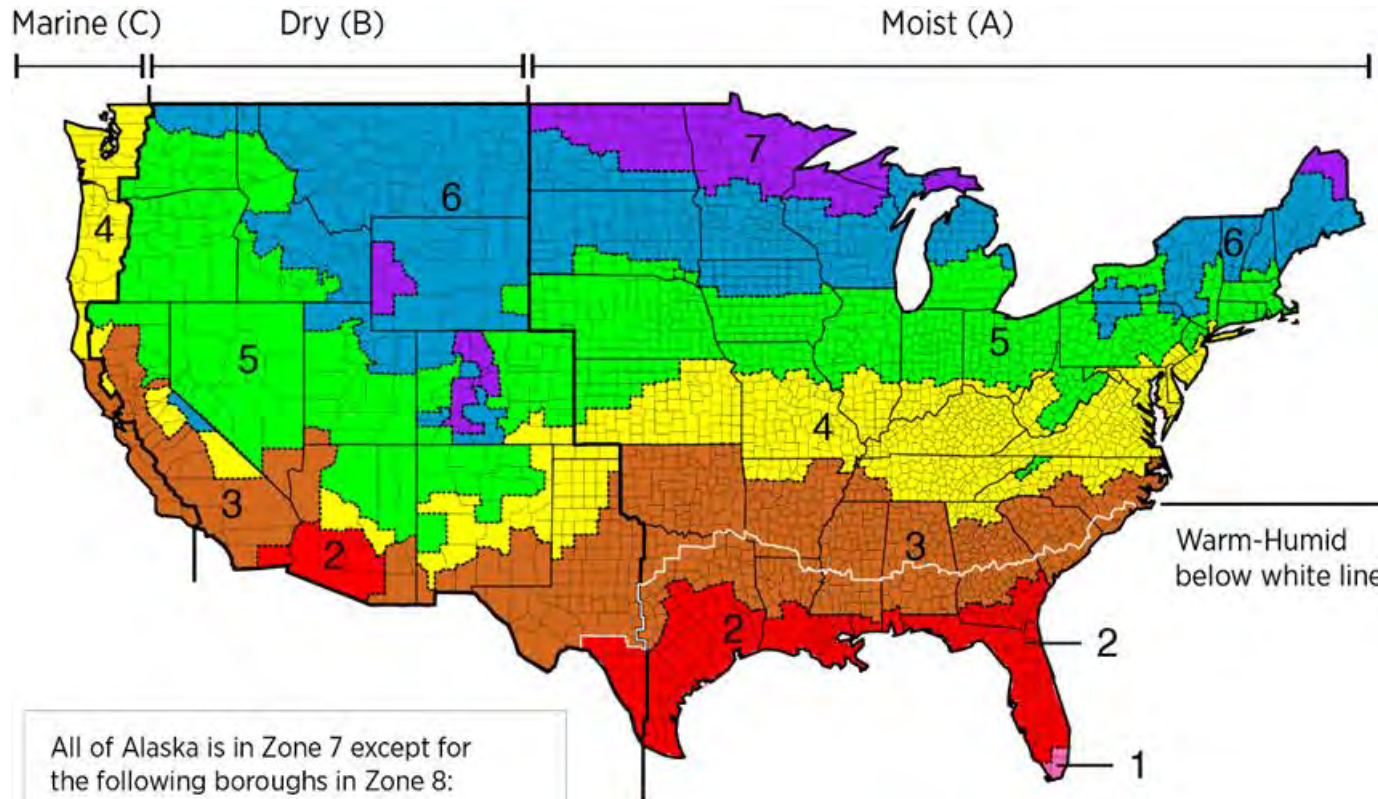 Marine (C)
Dry (B)
Moist (A)
7
6
4
6
5
5
4
3
3
2
Warm-Humid
below white line
2
2
All of Alaska is in Zone 7 except for
the following boroughs in Zone 8:
1